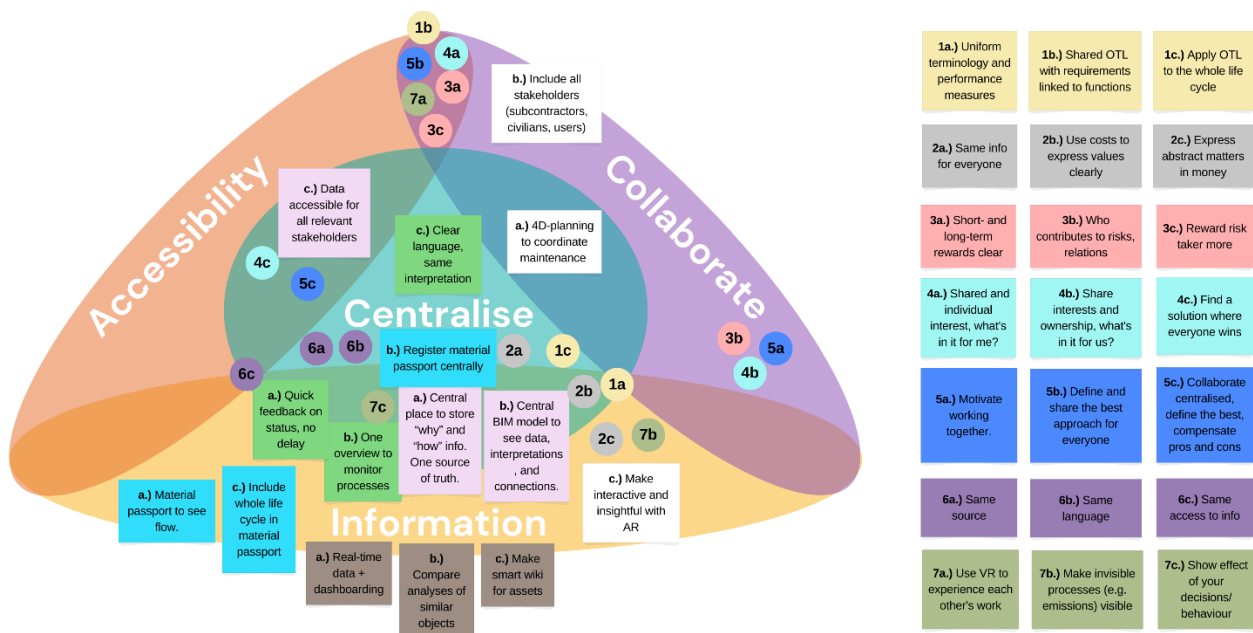 1b
4a
5b
3a
7a
3c
b.) Include all
stakeholders
(subcontractors,
civilians, users)
Accessibility
Collaborate
c.) Data
accessible for
all relevant
stakeholders
c.) Clear
language,
same
interpretation
a.) 4D-planning
to coordinate
maintenance
4c
5c
Centralise
6a
6b
b.) Register material
passport centrally
2a
1c
3b
5a
4b
6c
a.) Quick
feedback on
status, no
delay
7c
b.) One
overview to
monitor
processes
a.) Central
place to store
“why” and
“how” info.
One source
of truth.
b.) Central
BIM model to
see data,
interpretations
, and
connections.
2b
1a
2c
7b
c.) Make
interactive and
insightful with
AR
a.) Material
passport to see
flow.
c.) Include
whole life
cycle in
material
passport
Information
a.) Real-time
data +
dashboarding
b.)
Compare
analyses of
similar
objects
c.) Make
smart wiki
for assets
1a.) Uniform
terminology and
performance
measures
1b.) Shared OTL
with requirements
linked to functions
1c.) Apply OTL
to the whole life
cycle
2a.) Same info
for everyone
2b.) Use costs to
express values
clearly
2c.) Express
abstract matters
in money
3a.) Short- and
long-term
rewards clear
3b.) Who
contributes to risks,
relations
3c.) Reward risk
taker more
4a.) Shared and
individual
interest, what's
in it for me?
4b.) Share
interests and
ownership, what's
in it for us?
4c.) Find a
solution where
everyone wins
5a.) Motivate
working
together.
5b.) Define and
share the best
approach for
everyone
5c.) Collaborate
centralised,
define the best,
compensate
pros and cons
6a.) Same
source
6b.) Same
language
6c.) Same
access to info
7a.) Use VR to
experience each
other's work
7b.) Make invisible
processes (e.g.
emissions) visible
7c.) Show effect
of your
decisions/
behaviour